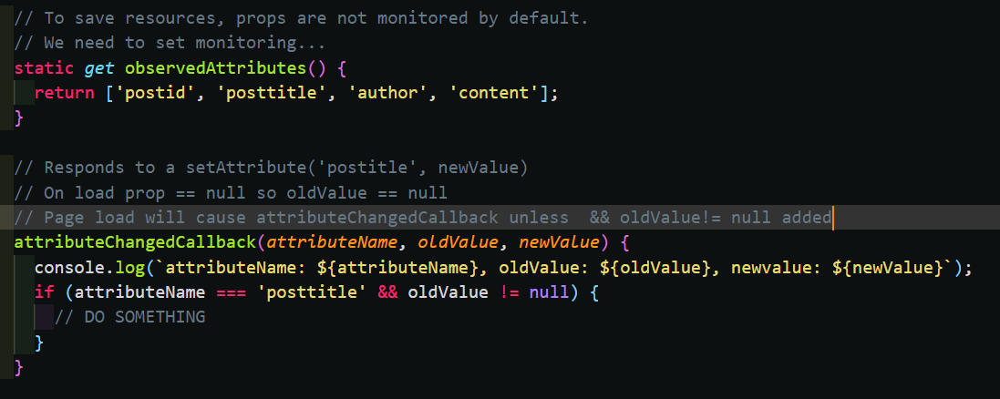 // To save resources, props are not monitored by default.
// We need to set monitoring...
static get observedAttributes() {
  return ['postid', 'posttitle', 'author', 'content'];
}

// Responds to a setAttribute('postitle', newValue)
// On load prop == null so oldValue == null
// Page load will cause attributeChangedCallback unless  && oldValue!= null added
attributeChangedCallback(attributeName, oldValue, newValue) {
  console.log(`attributeName: ${attributeName}, oldValue: ${oldValue}, newvalue: ${newValue}`);
  if (attributeName === 'posttitle' && oldValue != null) {
    // DO SOMETHING
  }
}